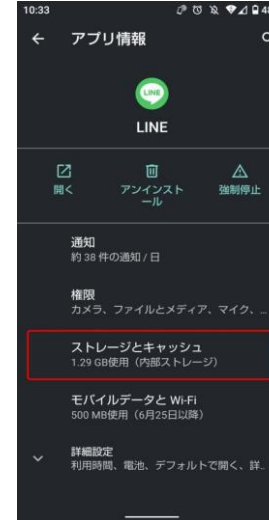 10:33
アプリ情報
LINE
LINE
開く
アンインスト
ール
強制停止
通知
約 38 件の通知 / 日
権限
カメラ、ファイルとメディア、マイク、...
ストレージとキャッシュ
1.29 GB使用（内部ストレージ）
モバイルデータと Wi-Fi
500 MB使用（6月25日以降）
詳細設定
利用時間、電池、デフォルトで開く、詳..